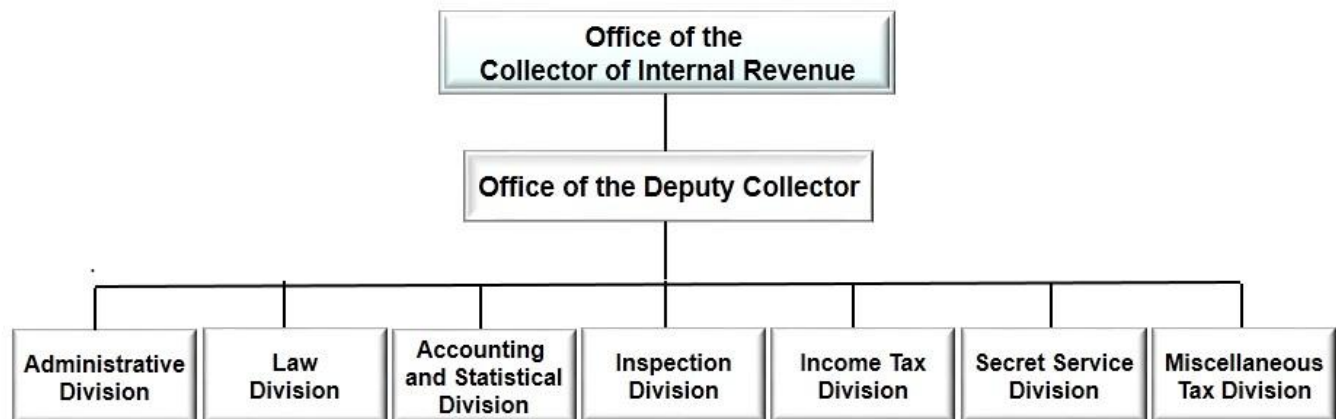 Office of the
Collector of Internal Revenue
Office of the Deputy Collector
Administrative
Division
Law
Division
Accounting
and Statistical
Division
Inspection
Division
Income Tax
Division
Secret Service
Division
Miscellaneous
Tax Division